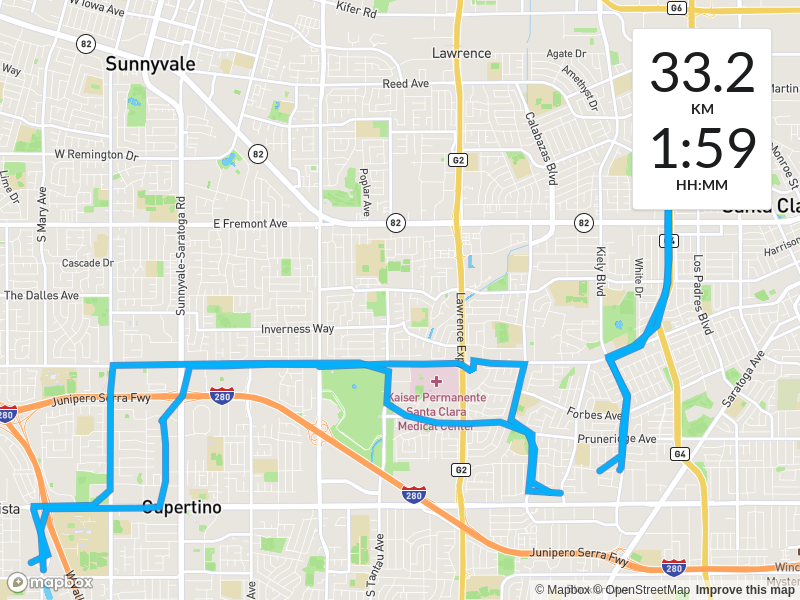 W Iowa Ave
Kifer Rd
G6
82
Sunnyvale
Lawrence
Agate Dr
Way
Reed Ave
Amethyst Dr
33.2
KM
1:59
HH:MM
Calabazas Blvd
Monroe St
W Remington Dr
82
G2
Lime Dr
S Mary Ave
Poplar Ave
Sunnyvale-Saratoga Rd
E Fremont Ave
82
82
Santa Cla
G4
Harrison
Kiely Blvd
White Dr
Los Padres Blvd
Cascade Dr
The Dalles Ave
Lawrence Exp
Inverness Way
Saratoga Ave
Kaiser Permanente
Santa Clara
Medical Center
Junipero Serra Fwy
280
280
Forbes Ave
Pruneridge Ave
G4
G2
280
ista
Cupertino
S Tantau Ave
Junipero Serra Fwy
280
Winc
Myste
Ave
mapbox
© Mapbox © OpenStreetMap Improve this map